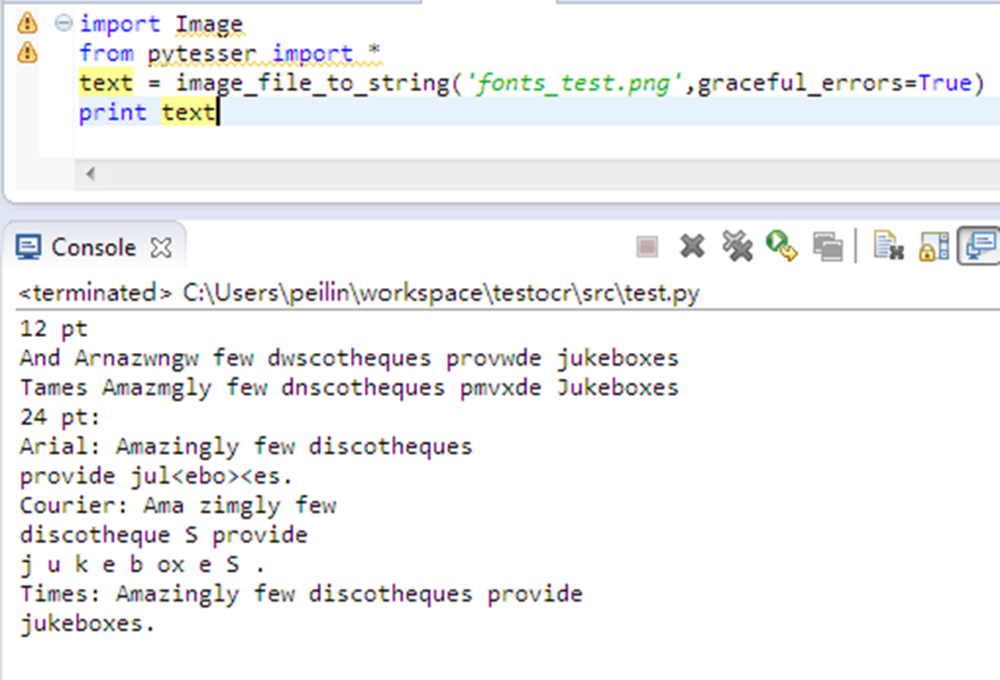 import Image
from pytesser import *
text = image_file_to_string('fonts_test.png',graceful_errors=True)
print text
Console
<terminated> C:\Users\peilin\workspace\testocr\src\test.py
12 pt
And Arnazwngw few dwscotheques provwde jukeboxes
Tames Amazmgly few dnscotheques pmvxde Jukeboxes
24 pt:
Arial: Amazingly few discotheques
provide jul<ebo><es.
Courier: Ama zimgly few
discotheque S provide
j u k e b ox e S .
Times: Amazingly few discotheques provide
jukeboxes.